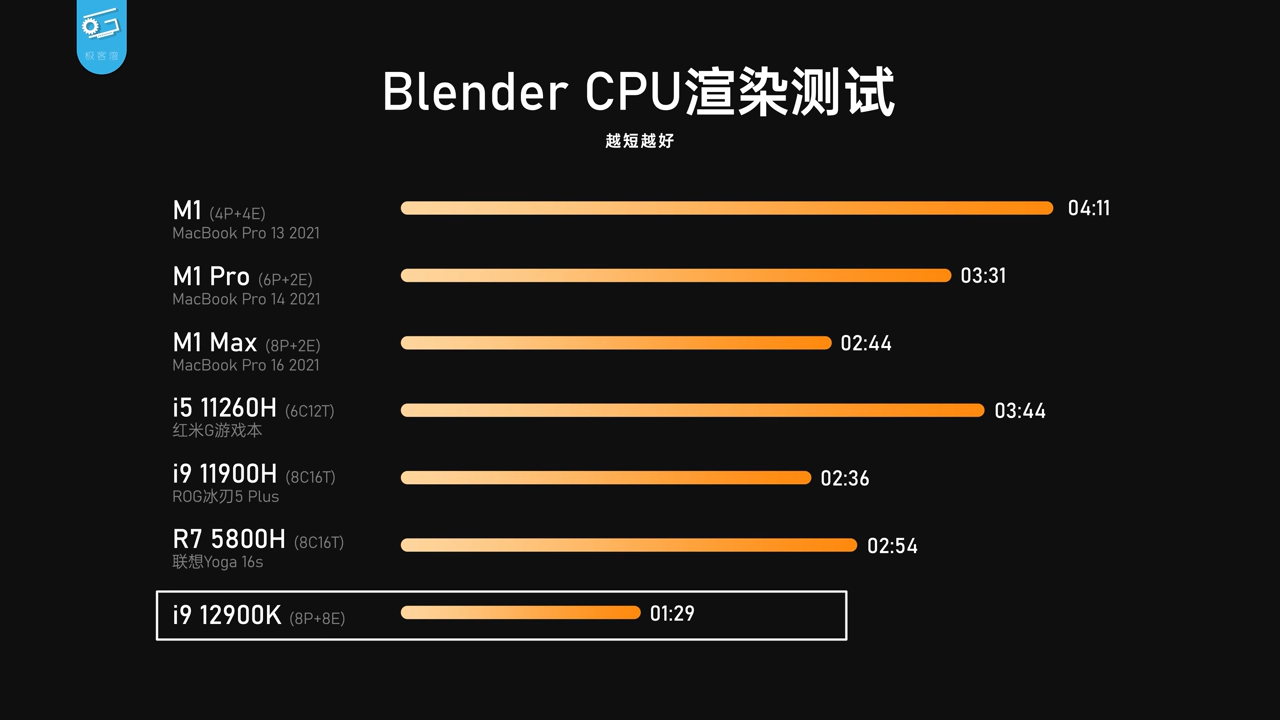 极客湾
Blender CPU渲染测试
越短越好
M1 (4P+4E)
MacBook Pro 13 2021
04:11
M1 Pro (6P+2E)
MacBook Pro 14 2021
03:31
M1 Max (8P+2E)
MacBook Pro 16 2021
02:44
i5 11260H (6C12T)
红米G游戏本
03:44
i9 11900H (8C16T)
ROG冰刃5 Plus
02:36
R7 5800H (8C16T)
联想Yoga 16s
02:54
i9 12900K (8P+8E)
01:29